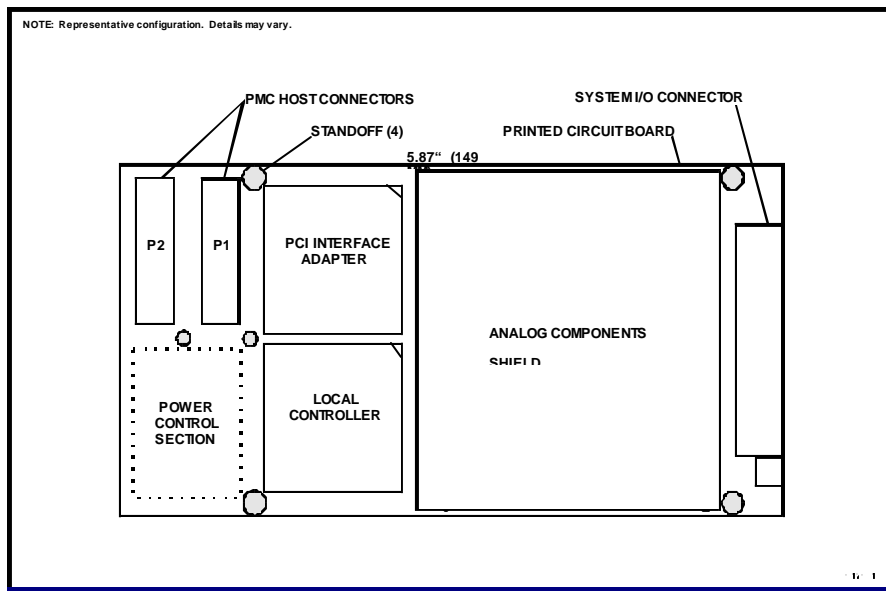 NOTE: Representative configuration. Details may vary.
PMC HOST CONNECTORS
SYSTEM I/O CONNECTOR
STANDOFF (4)
PRINTED CIRCUIT BOARD
5.87“ (149
P2
P1
PCI INTERFACE
ADAPTER
ANALOG COMPONENTS
SHIELD
LOCAL
CONTROLLER
POWER
CONTROL
SECTION